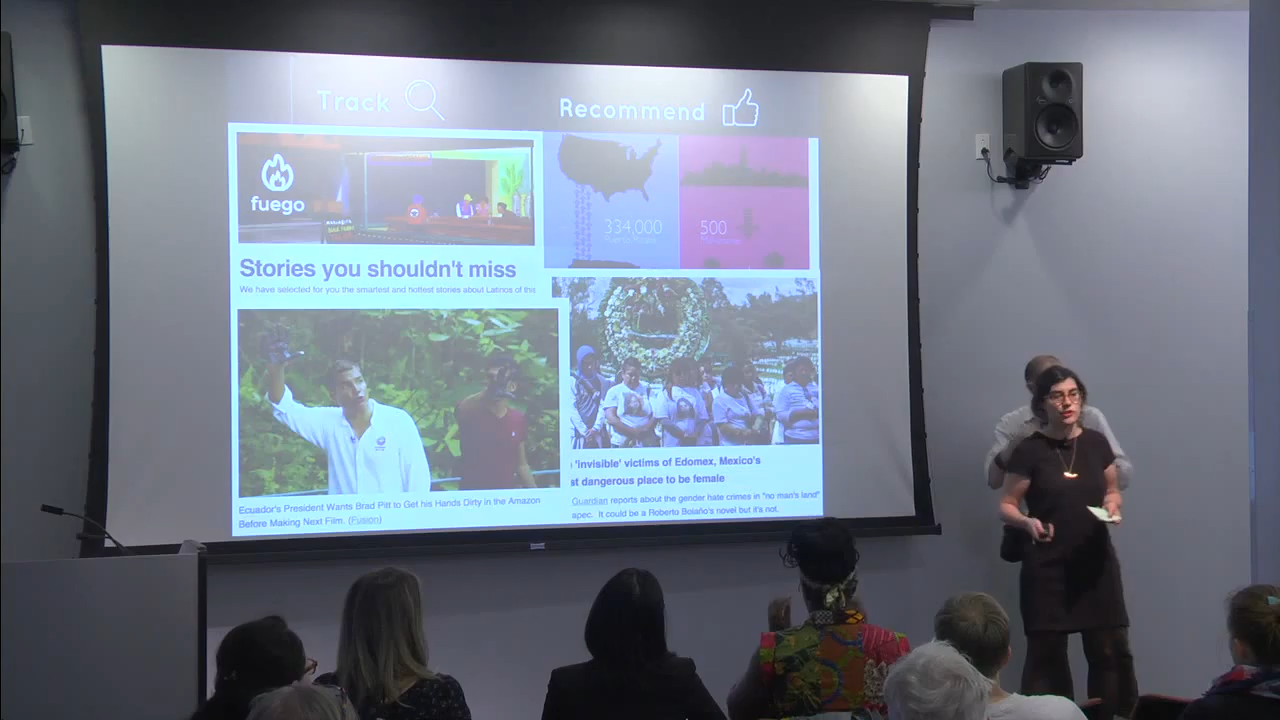 Track
Recommend
fuego
334,000
500
Stories you shouldn't miss
We have selected for you the smartest and hottest stories about Latinos of this
Ecuador's President Wants Brad Pitt to Get his Hands Dirty in the Amazon
Before Making Next Film. (Fusion)
'invisible' victims of Edomex, Mexico's
st dangerous place to be female
Guardian reports about the gender hate crimes in "no man's land"
apec. It could be a Roberto Bolaño's novel but it's not.